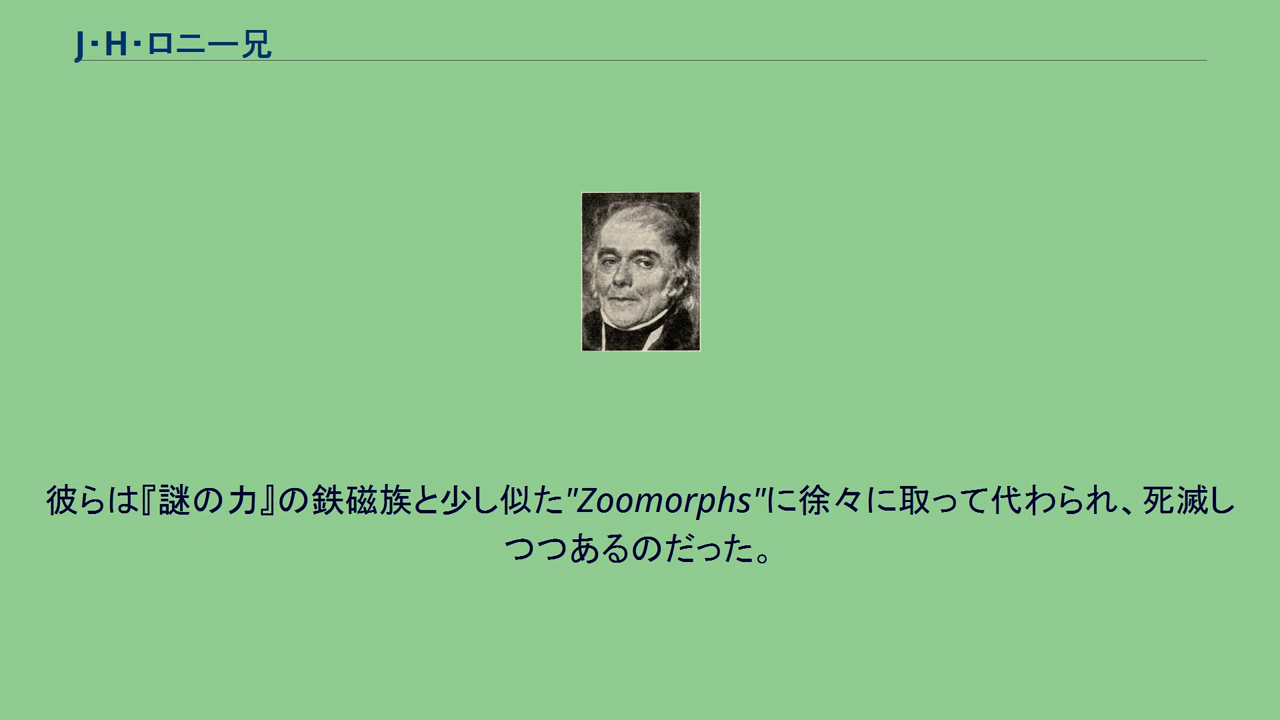 J・H・ロニー兄
彼らは『謎の力』の鉄磁族と少し似た"Zoomorphs"に徐々に取って代わられ、死滅し
つつあるのだった。